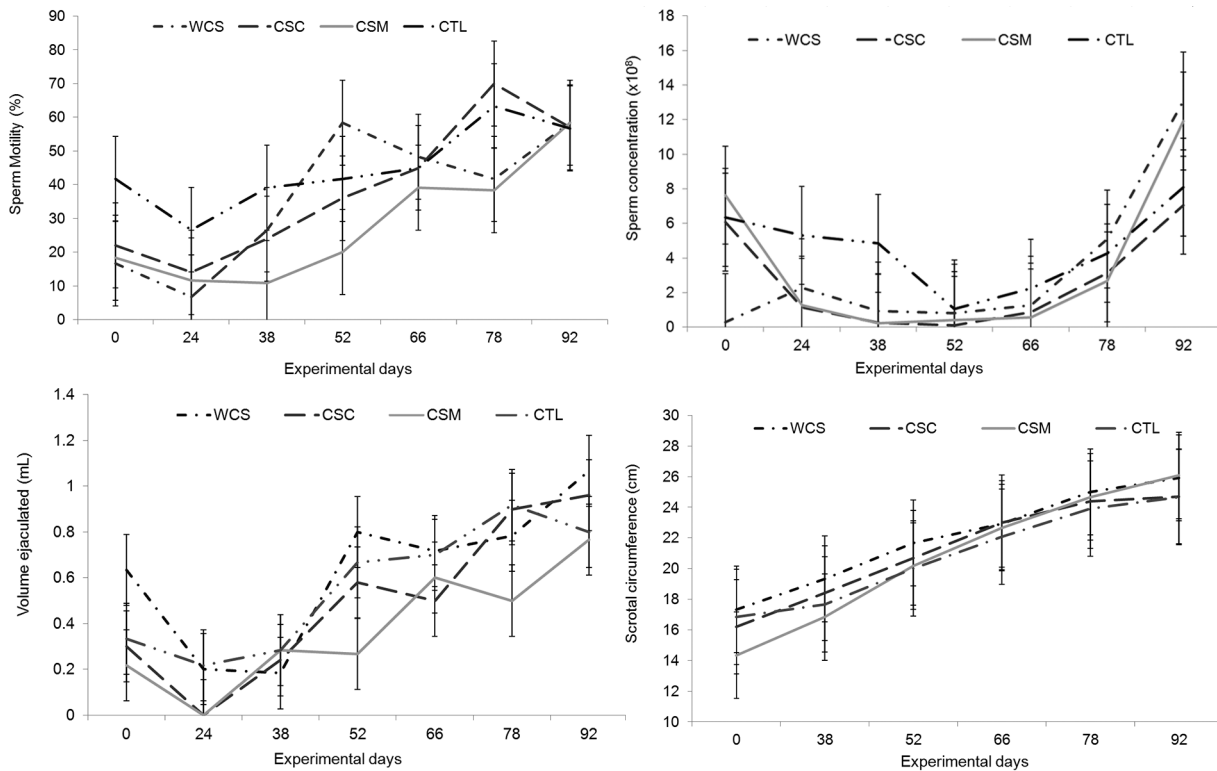 Sperm Motility (%)
90
80
70
60
50
40
30
20
10
0
WCS CSC CSM CTL
0 24 38 52 66 78 92
Experimental days
Sperm concentration (x10⁸)
18
16
14
12
10
8
6
4
2
0
WCS CSC CSM CTL
0 24 38 52 66 78 92
Experimental days
Volume ejaculated (mL)
1.4
1.2
1
0.8
0.6
0.4
0.2
0
WCS CSC CSM CTL
0 24 38 52 66 78 92
Experimental days
Scrotal circumference (cm)
30
28
26
24
22
20
18
16
14
12
10
WCS CSC CSM CTL
0 38 52 66 78 92
Experimental days